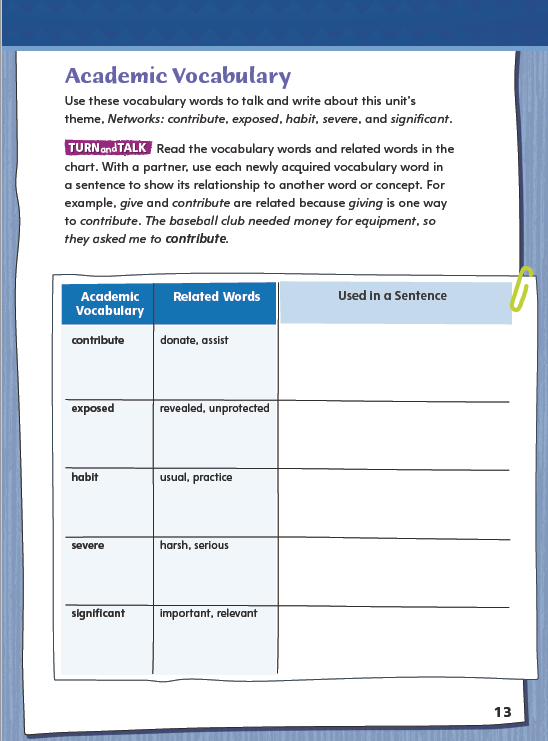 Academic Vocabulary
Use these vocabulary words to talk and write about this unit's
theme, Networks: contribute, exposed, habit, severe, and significant.
TURNandTALK Read the vocabulary words and related words in the
chart. With a partner, use each newly acquired vocabulary word in
a sentence to show its relationship to another word or concept. For
example, give and contribute are related because giving is one way
to contribute. The baseball club needed money for equipment, so
they asked me to contribute.
Academic Vocabulary
Related Words
Used in a Sentence
contribute
donate, assist
exposed
revealed, unprotected
habit
usual, practice
severe
harsh, serious
significant
important, relevant
13